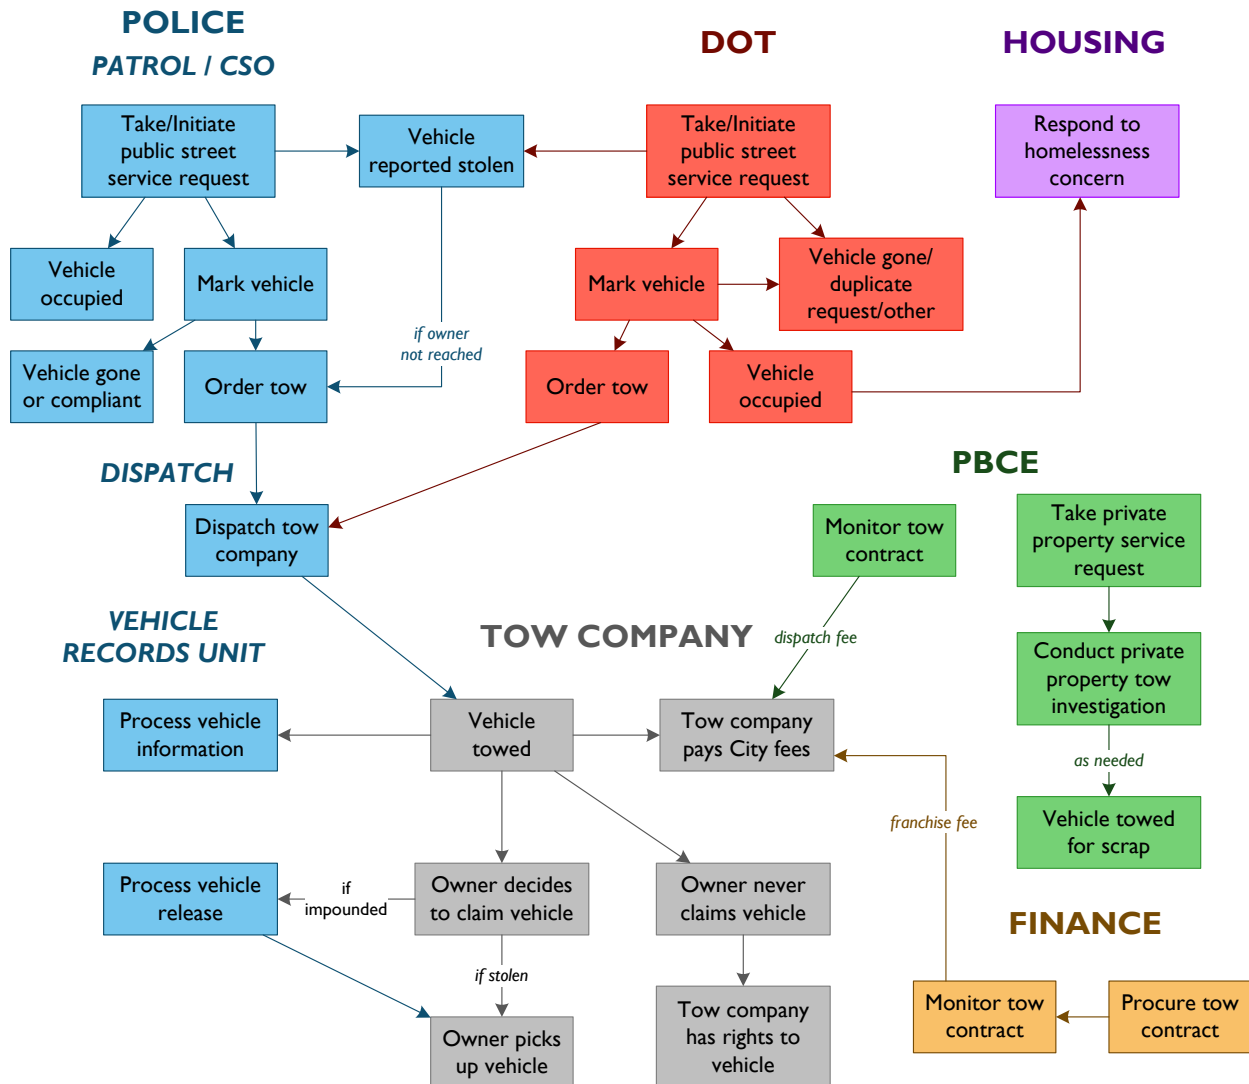 POLICE
PATROL / CSO
DOT
HOUSING
Take/Initiate
public street
service request
Vehicle
reported stolen
Take/Initiate
public street
service request
Respond to
homelessness
concern
Vehicle
occupied
Mark vehicle
if owner
not reached
Mark vehicle
Vehicle gone/
duplicate
request/other
Vehicle gone
or compliant
Order tow
Order tow
Vehicle
occupied
DISPATCH
PBCE
Dispatch tow
company
Monitor tow
contract
Take private
property service
request
VEHICLE
RECORDS UNIT
TOW COMPANY
dispatch fee
Conduct private
property tow
investigation
Process vehicle
information
Vehicle
towed
Tow company
pays City fees
as needed
franchise fee
Vehicle towed
for scrap
Process vehicle
release
if
impounded
Owner decides
to claim vehicle
Owner never
claims vehicle
FINANCE
if stolen
Owner picks
up vehicle
Tow company
has rights to
vehicle
Monitor tow
contract
Procure tow
contract